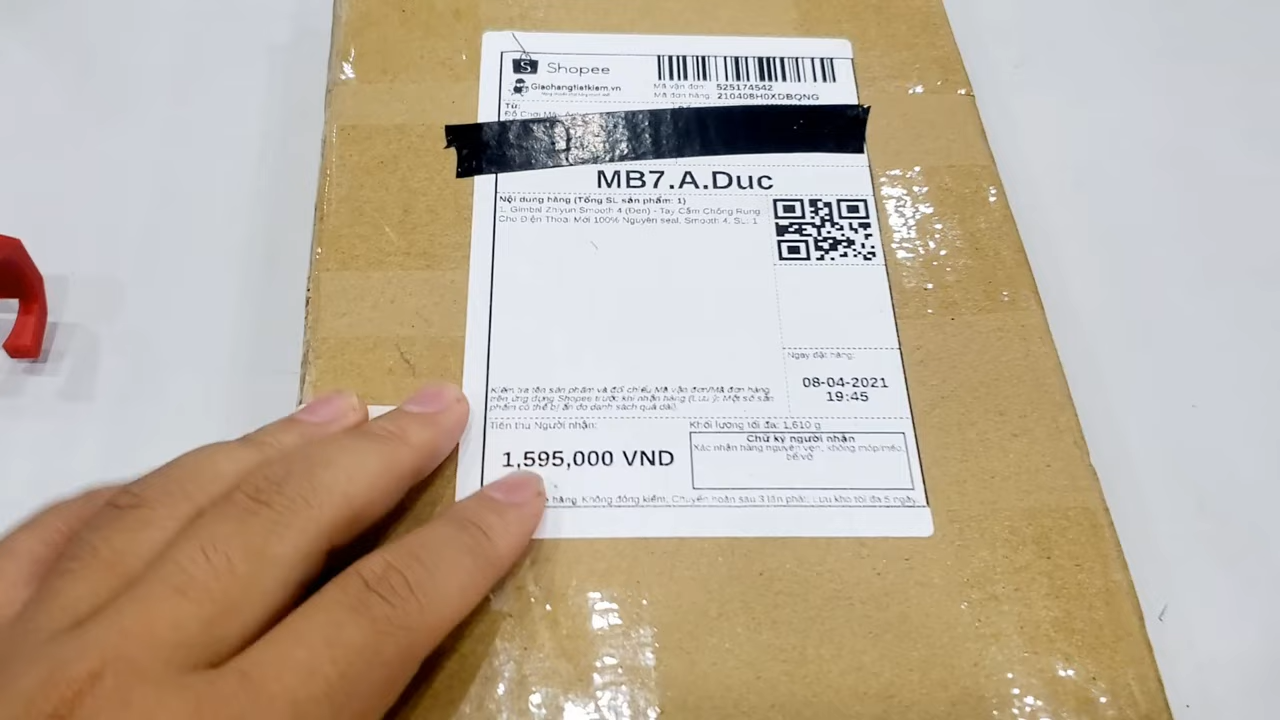 Shopee
Giaohangtietkiem.vn
Mã vận đơn: 525174542
Mã đơn hàng: 210408H0XDBQNG
Từ:
Đồ Chơi
MB7.A.Duc
Nội dung hàng (Tổng SL sản phẩm: 1)
1. Gimbal Zhiyun Smooth 4 (Đen) - Tay Cầm Chống Rung
Cho Điện Thoại Mới 100% Nguyên seal, Smooth 4, SL: 1
Ngày đặt hàng:
08-04-2021
19:45
Kiểm tra tên sản phẩm và đối chiếu Mã vận đơn/Mã đơn hàng
trên ứng dụng Shopee trước khi nhận hàng (Lưu ý: Một số sản
phẩm có thể bị ẩn do danh sách quá dài).
Tiền thu Người nhận:
1,595,000 VND
Khối lượng tối đa: 1,610 g
Chữ ký người nhận
Xác nhận hàng nguyên vẹn, không móp/méo,
bể/vỡ
hàng. Không đồng kiểm. Chuyển hoàn sau 3 lần phát. Lưu kho tối đa 5 ngày.